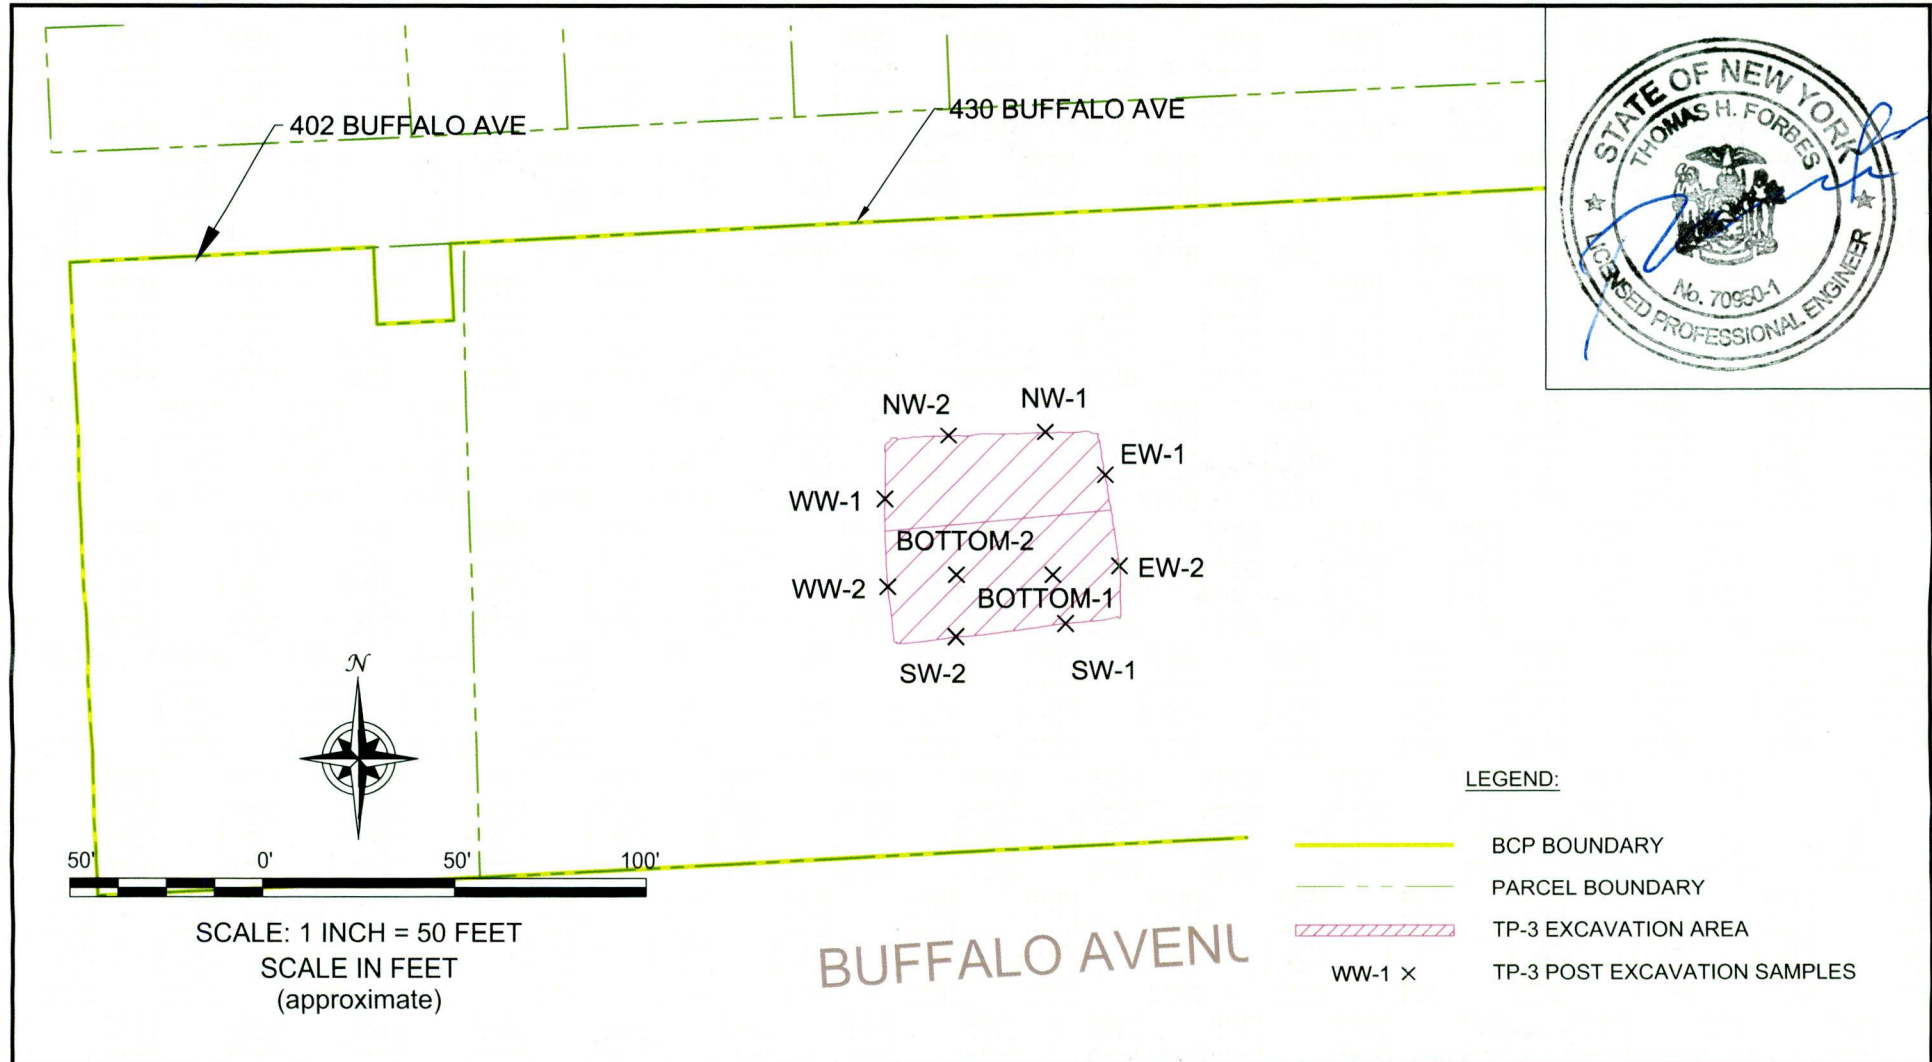 402 BUFFALO AVE
430 BUFFALO AVE
STATE OF NEW YORK
THOMAS H. FORBES
No. 70950-1
LICENSED PROFESSIONAL ENGINEER
NW-2
NW-1
EW-1
WW-1
BOTTOM-2
EW-2
WW-2
BOTTOM-1
SW-2
SW-1
N
50' 0' 50' 100'
SCALE: 1 INCH = 50 FEET
SCALE IN FEET
(approximate)
BUFFALO AVENU
LEGEND:
BCP BOUNDARY
PARCEL BOUNDARY
TP-3 EXCAVATION AREA
WW-1 × TP-3 POST EXCAVATION SAMPLES